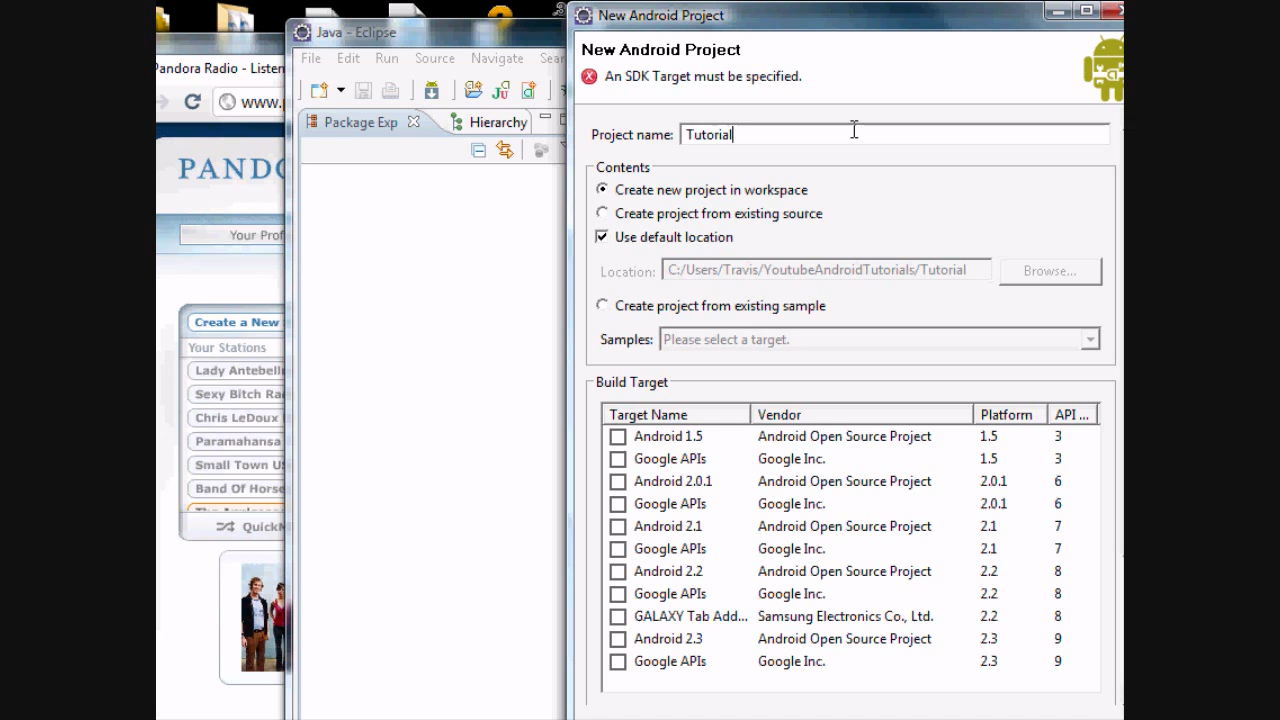 Pandora Radio - Listen
www.
PANDO
Your Prof
Create a New
Your Stations
Lady Antebell
Sexy Bitch Ra
Chris LeDoux
Paramahansa
Small Town U
Band Of Horse
QuickM
Java - Eclipse
File Edit Run Source Navigate Sear
Package Exp
Hierarchy
New Android Project
New Android Project
An SDK Target must be specified.
Project name: Tutorial
Contents
Create new project in workspace
Create project from existing source
Use default location
Location: C:/Users/Travis/YoutubeAndroidTutorials/Tutorial Browse...
Create project from existing sample
Samples: Please select a target.
Build Target
Target Name Vendor Platform API ...
Android 1.5 Android Open Source Project 1.5 3
Google APIs Google Inc. 1.5 3
Android 2.0.1 Android Open Source Project 2.0.1 6
Google APIs Google Inc. 2.0.1 6
Android 2.1 Android Open Source Project 2.1 7
Google APIs Google Inc. 2.1 7
Android 2.2 Android Open Source Project 2.2 8
Google APIs Google Inc. 2.2 8
GALAXY Tab Add... Samsung Electronics Co., Ltd. 2.2 8
Android 2.3 Android Open Source Project 2.3 9
Google APIs Google Inc. 2.3 9